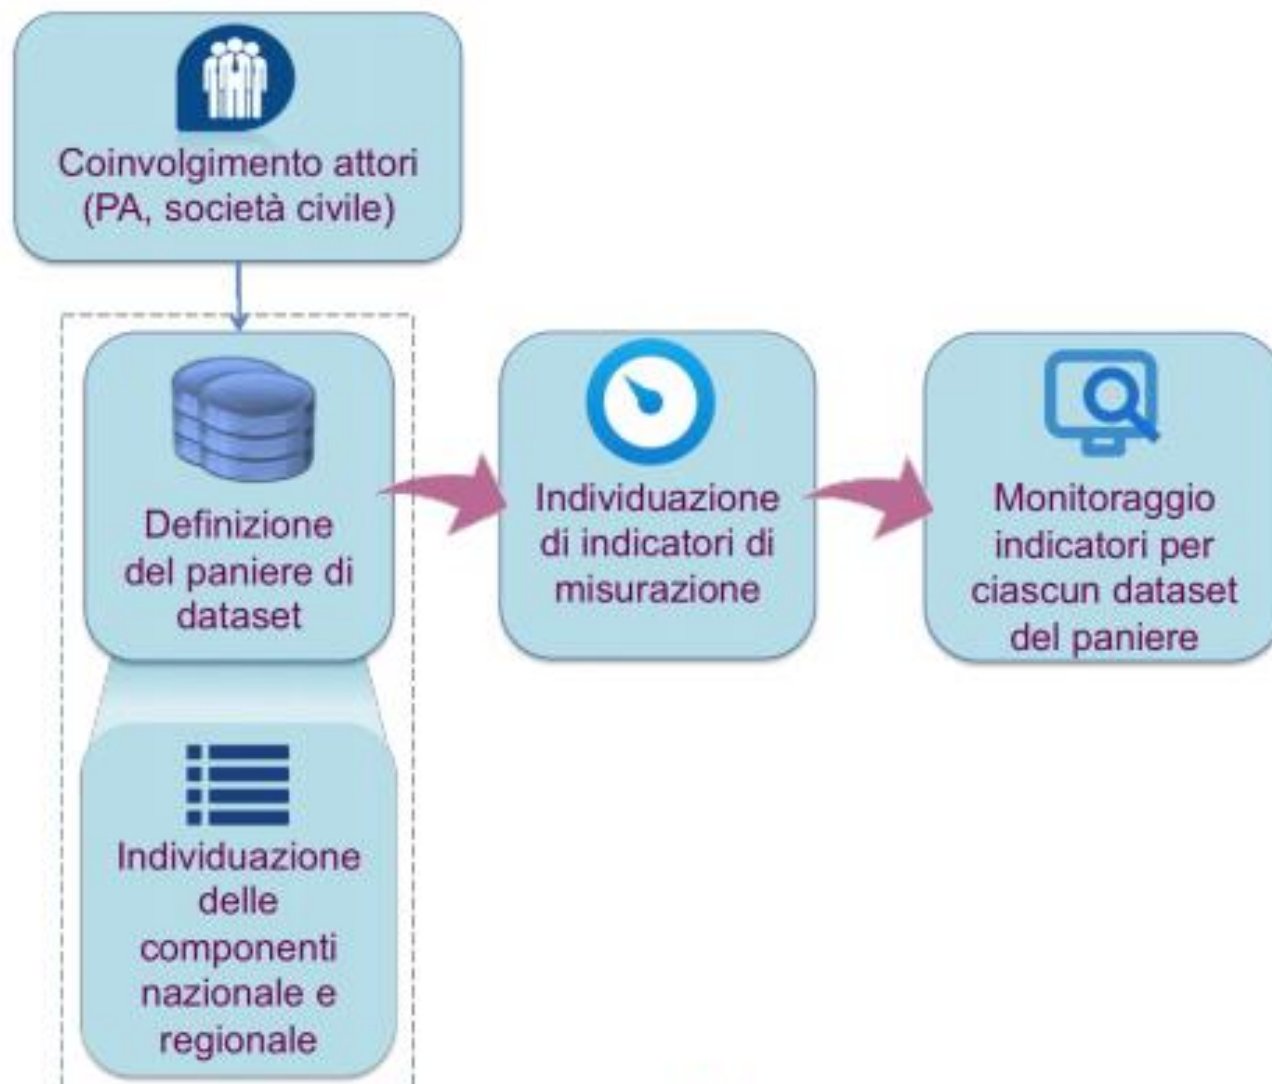 Coinvolgimento attori
(PA, società civile)
Definizione
del paniere di
dataset
Individuazione
di indicatori di
misurazione
Monitoraggio
indicatori per
ciascun dataset
del paniere
Individuazione
delle
componenti
nazionale e
regionale